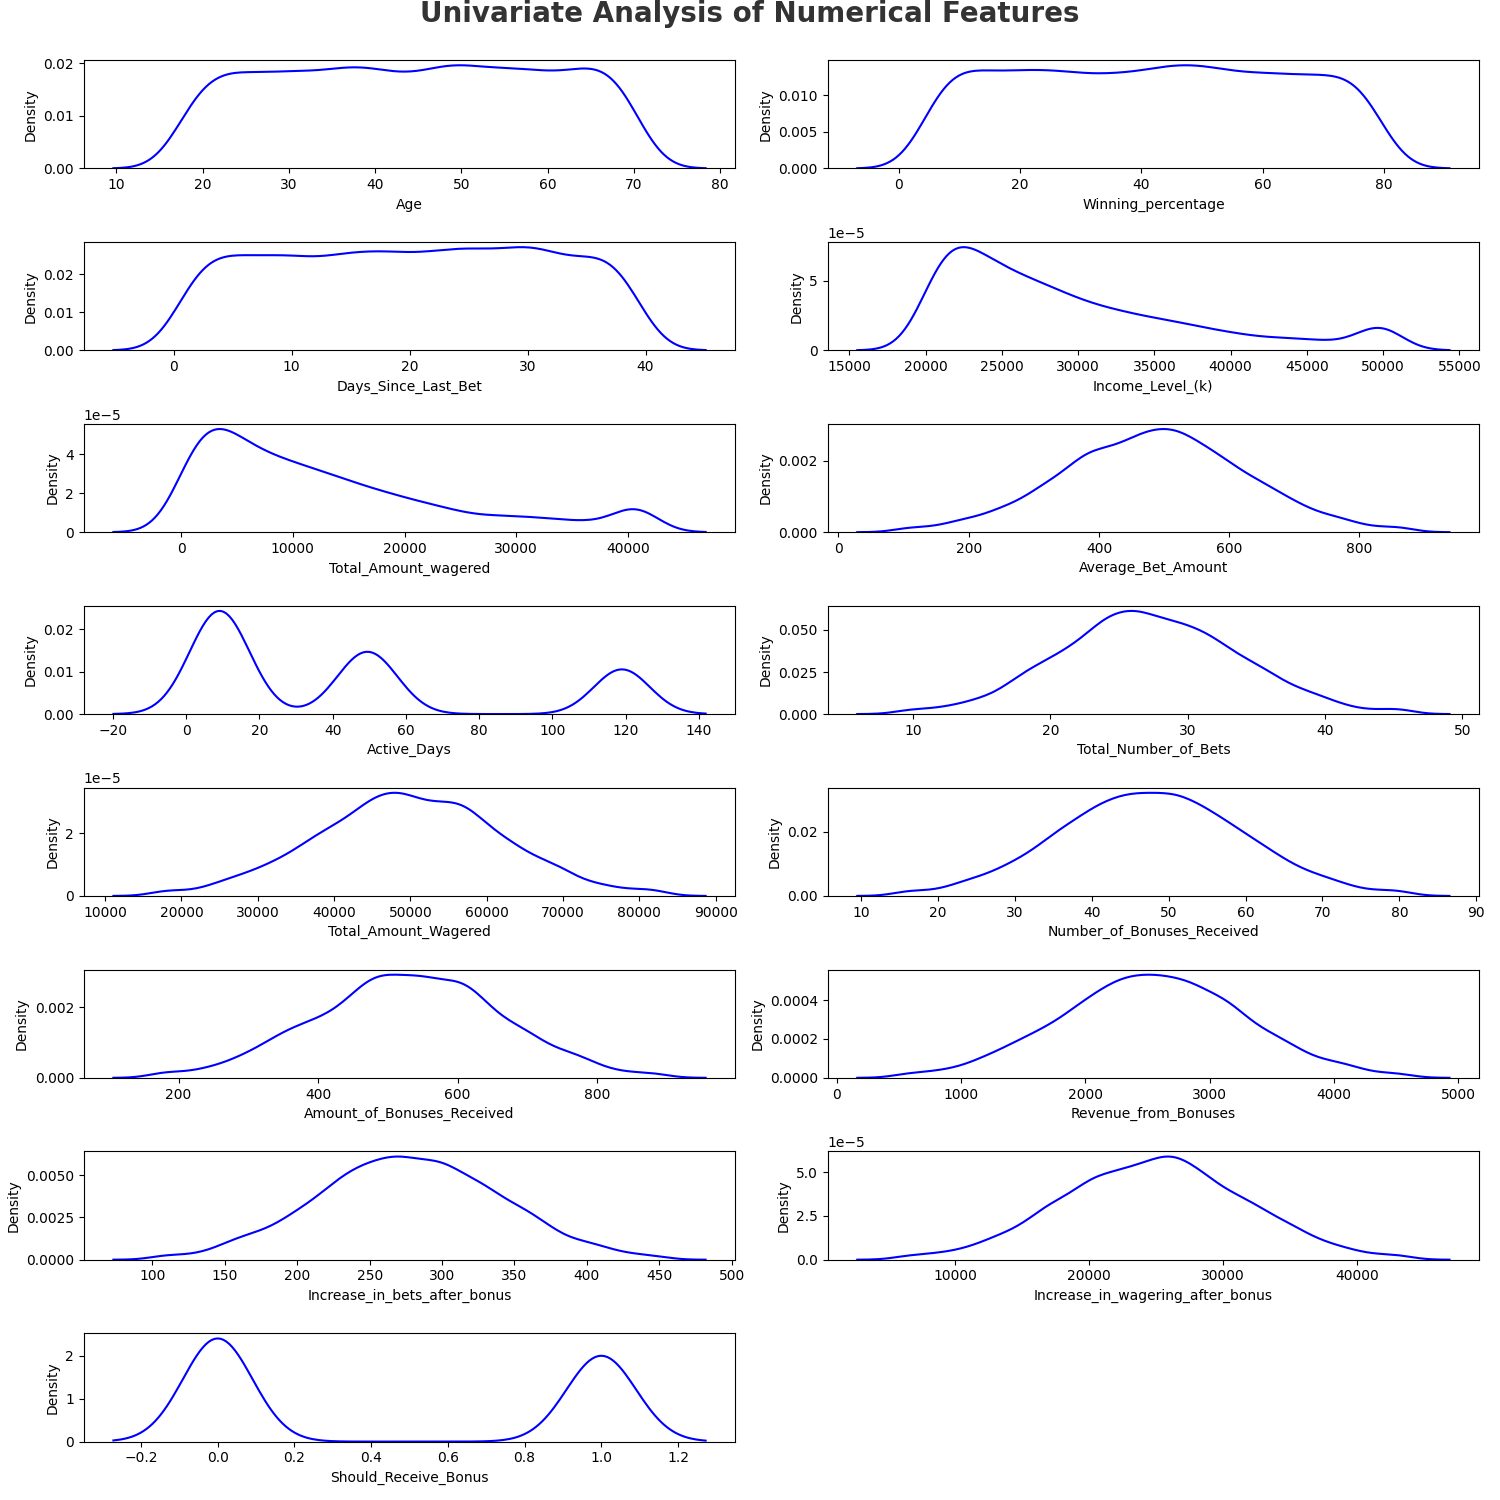 Univariate Analysis of Numerical Features
Density
0.02
0.01
0.00
10 20 30 40 50 60 70 80
Age
Density
0.010
0.005
0.000
0 20 40 60 80
Winning_percentage
Density
0.02
0.01
0.00
0 10 20 30 40
Days_Since_Last_Bet
1e−5
Density
5
0
15000 20000 25000 30000 35000 40000 45000 50000 55000
Income_Level_(k)
1e−5
Density
4
2
0
0 10000 20000 30000 40000
Total_Amount_wagered
Density
0.002
0.000
0 200 400 600 800
Average_Bet_Amount
Density
0.02
0.01
0.00
−20 0 20 40 60 80 100 120 140
Active_Days
Density
0.050
0.025
0.000
10 20 30 40 50
Total_Number_of_Bets
1e−5
Density
2
0
10000 20000 30000 40000 50000 60000 70000 80000 90000
Total_Amount_Wagered
Density
0.02
0.00
10 20 30 40 50 60 70 80 90
Number_of_Bonuses_Received
Density
0.002
0.000
200 400 600 800
Amount_of_Bonuses_Received
Density
0.0004
0.0002
0.0000
0 1000 2000 3000 4000 5000
Revenue_from_Bonuses
Density
0.0050
0.0025
0.0000
100 150 200 250 300 350 400 450 500
Increase_in_bets_after_bonus
1e−5
Density
5.0
2.5
0.0
10000 20000 30000 40000
Increase_in_wagering_after_bonus
Density
2
1
0
−0.2 0.0 0.2 0.4 0.6 0.8 1.0 1.2
Should_Receive_Bonus